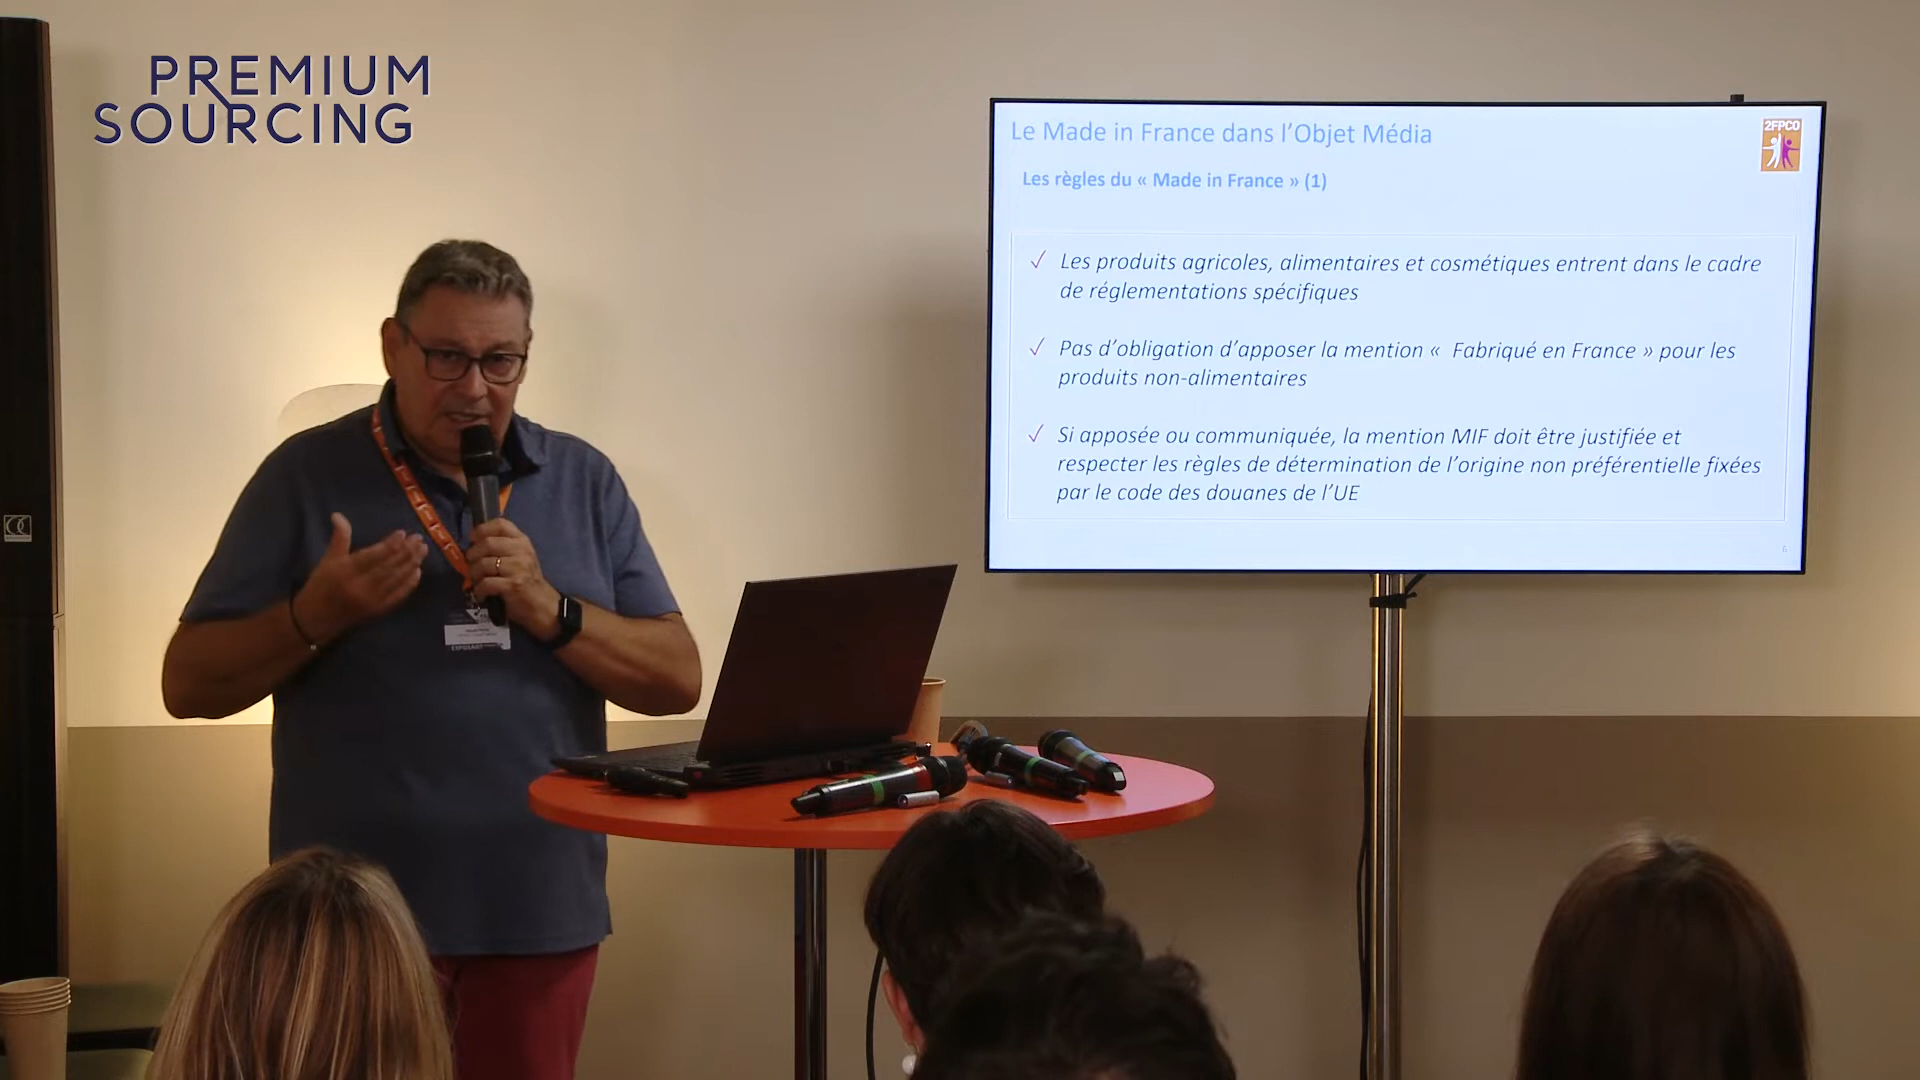 PREMIUM
SOURCING
Le Made in France dans l'Objet Média
2FPCO
Les règles du « Made in France » (1)
✓ Les produits agricoles, alimentaires et cosmétiques entrent dans le cadre
de réglementations spécifiques
✓ Pas d'obligation d'apposer la mention «  Fabriqué en France » pour les
produits non-alimentaires
✓ Si apposée ou communiquée, la mention MIF doit être justifiée et
respecter les règles de détermination de l'origine non préférentielle fixées
par le code des douanes de l'UE
6